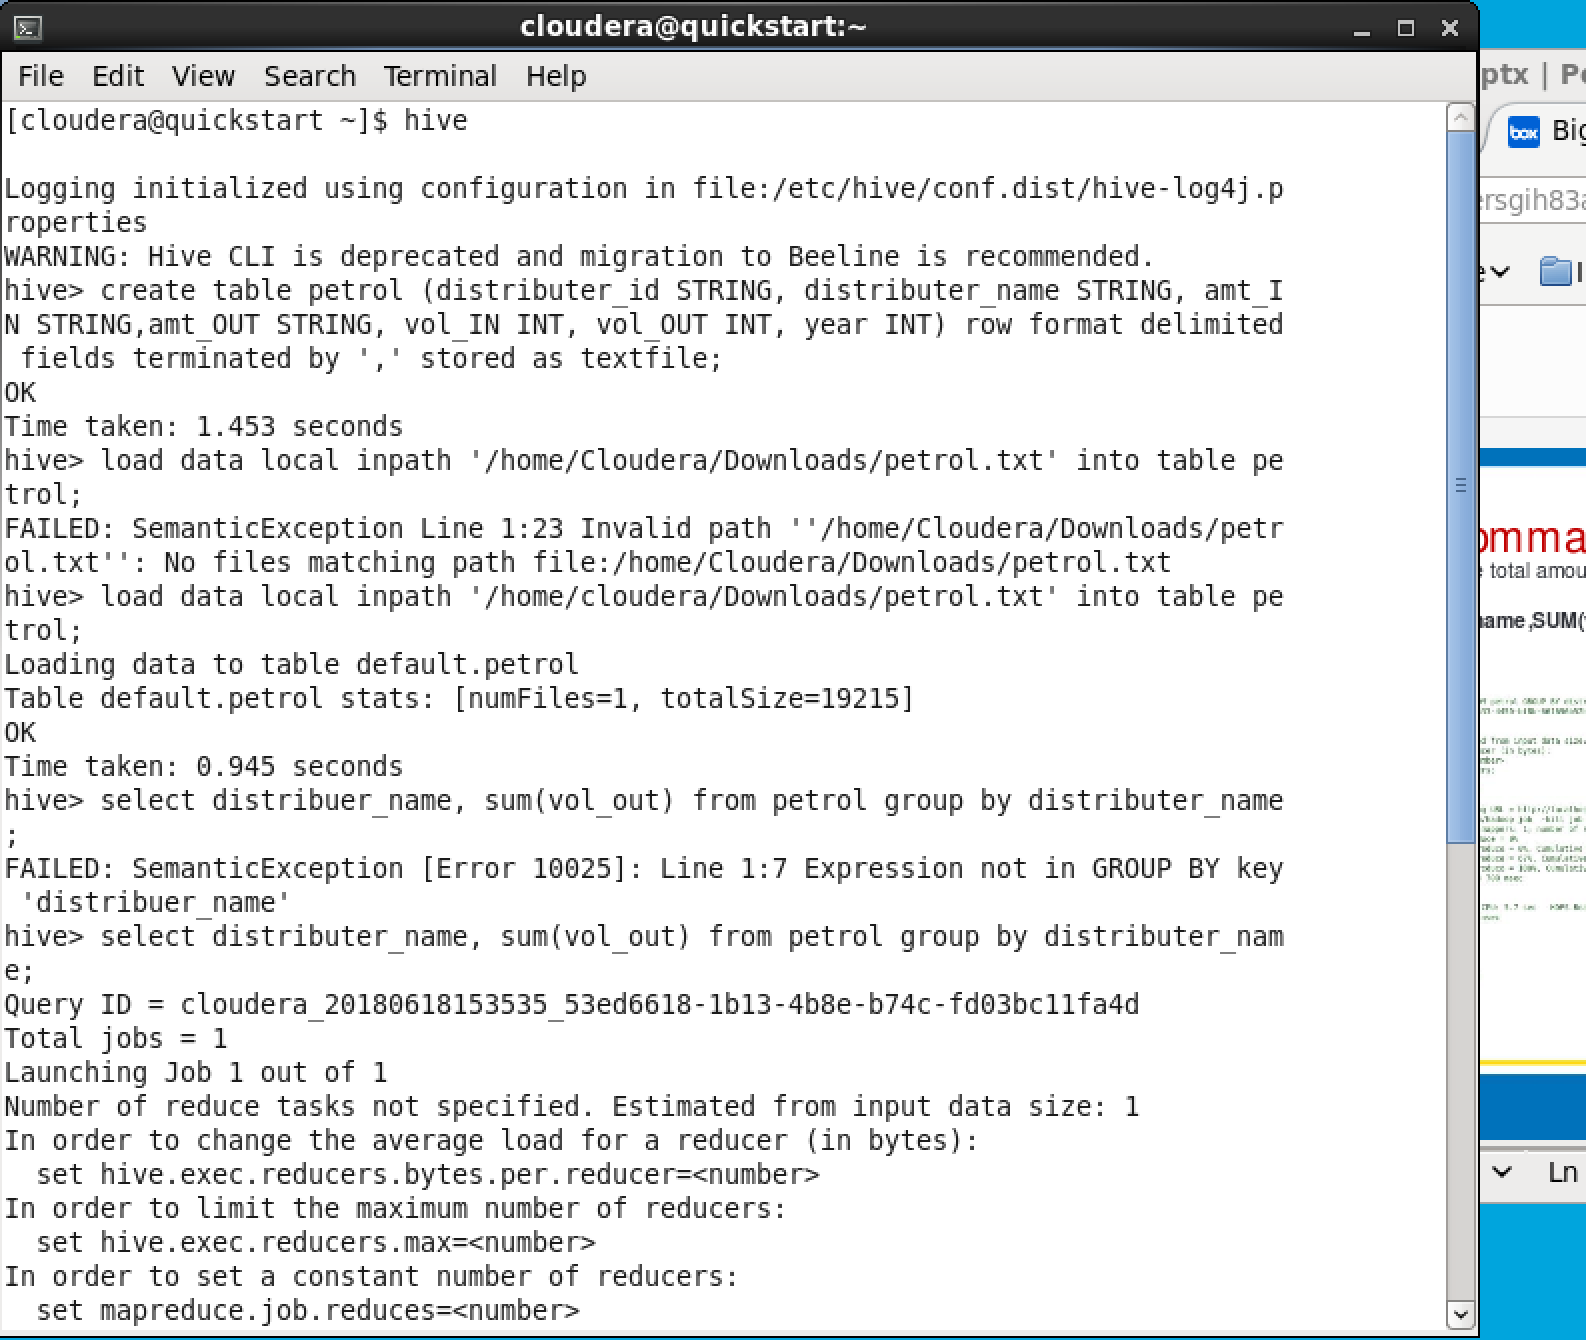 cloudera@quickstart:~
File Edit View Search Terminal Help
[cloudera@quickstart ~]$ hive
Logging initialized using configuration in file:/etc/hive/conf.dist/hive-log4j.p
roperties
WARNING: Hive CLI is deprecated and migration to Beeline is recommended.
hive> create table petrol (distributer_id STRING, distributer_name STRING, amt_I
N STRING,amt_OUT STRING, vol_IN INT, vol_OUT INT, year INT) row format delimited
 fields terminated by ',' stored as textfile;
OK
Time taken: 1.453 seconds
hive> load data local inpath '/home/Cloudera/Downloads/petrol.txt' into table pe
trol;
FAILED: SemanticException Line 1:23 Invalid path ''/home/Cloudera/Downloads/petr
ol.txt'': No files matching path file:/home/Cloudera/Downloads/petrol.txt
hive> load data local inpath '/home/cloudera/Downloads/petrol.txt' into table pe
trol;
Loading data to table default.petrol
Table default.petrol stats: [numFiles=1, totalSize=19215]
OK
Time taken: 0.945 seconds
hive> select distribuer_name, sum(vol_out) from petrol group by distributer_name
;
FAILED: SemanticException [Error 10025]: Line 1:7 Expression not in GROUP BY key
 'distribuer_name'
hive> select distributer_name, sum(vol_out) from petrol group by distributer_nam
e;
Query ID = cloudera_20180618153535_53ed6618-1b13-4b8e-b74c-fd03bc11fa4d
Total jobs = 1
Launching Job 1 out of 1
Number of reduce tasks not specified. Estimated from input data size: 1
In order to change the average load for a reducer (in bytes):
  set hive.exec.reducers.bytes.per.reducer=<number>
In order to limit the maximum number of reducers:
  set hive.exec.reducers.max=<number>
In order to set a constant number of reducers:
  set mapreduce.job.reduces=<number>
ptx | Po
box Big
ersgih83a
omma
e total amou
name,SUM(
Ln